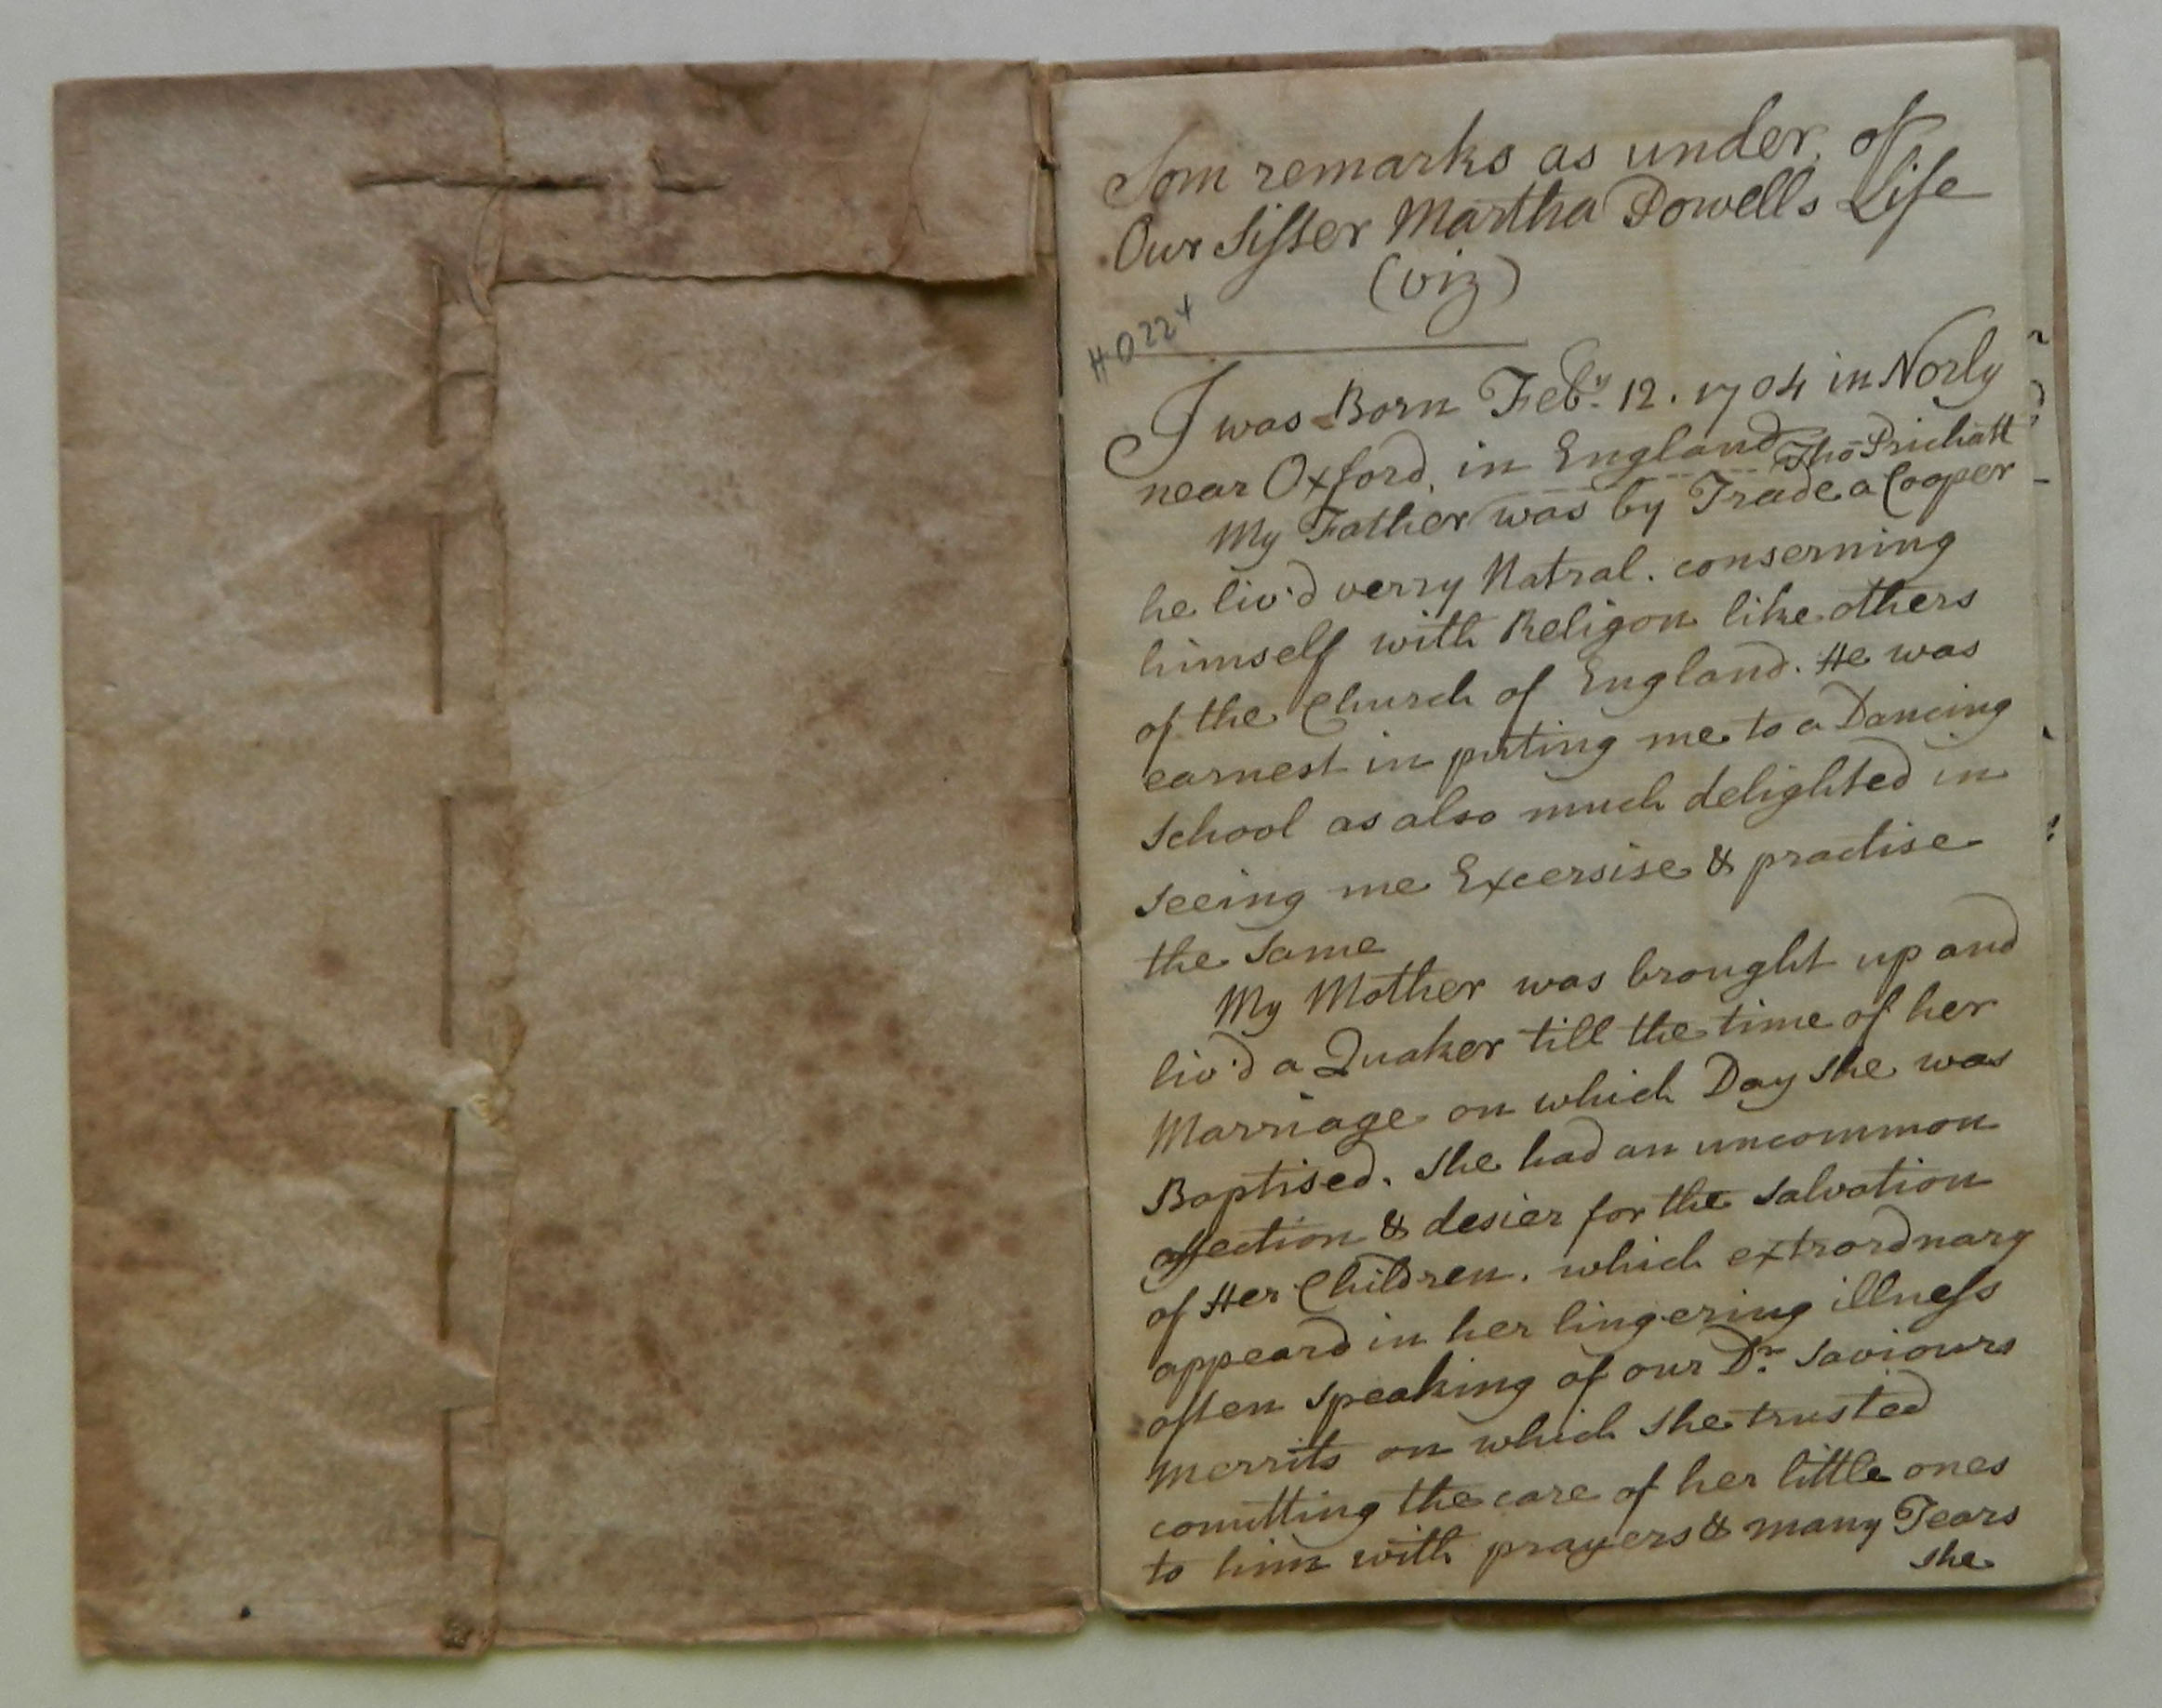 Som remarks as under, of
Our Sister Martha Powells Life
(viz)
H0224
I was Born Feb.y 12. 1704 in Norly
near Oxford, in England Tho Prichatt
My Father was by Trade a Cooper
he liv'd verry Natral. conserning
himself with Religon like others
of the Church of England. He was
earnest in puting me to a Dancing
School as also much delighted in
seeing me Excersise & practise
the Same
My Mother was brought up and
liv'd a Quaker till the time of her
Marriage on which Day she was
Baptised. She had an uncommon
affection & desier for the Salvation
of Her Children. which extrordnary
appeard in her lingering illness
often speaking of our Dr. Saviours
Merrits on which she trusted
comitting the care of her little ones
to him with prayers & many Tears
she